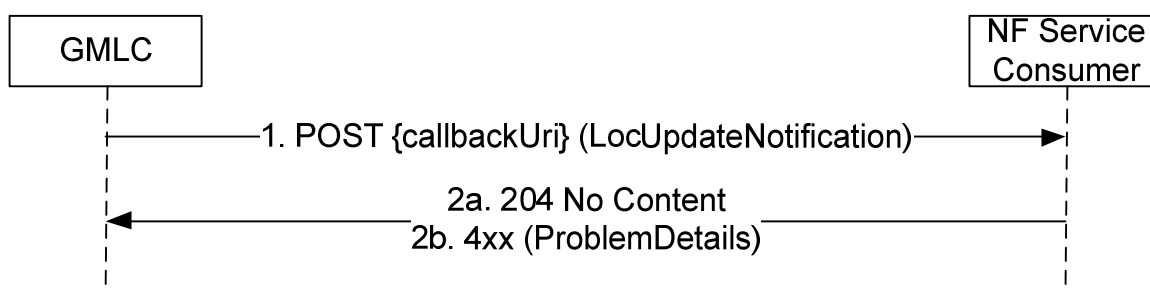 GMLC
NF Service
Consumer
1. POST {callbackUri} (LocUpdateNotification)
2a. 204 No Content
2b. 4xx (ProblemDetails)